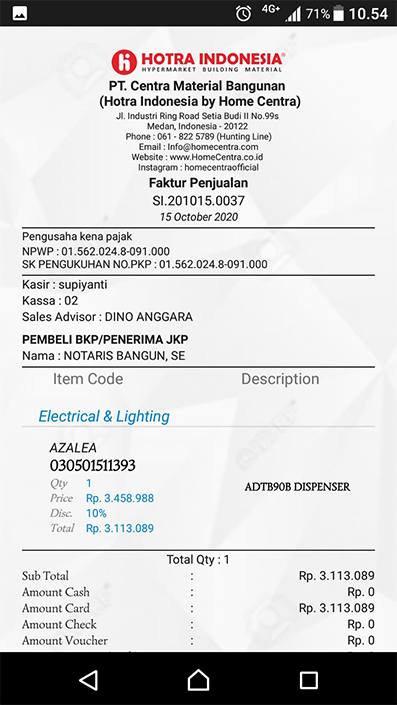 4G+ 71% 10.54
HOTRA INDONESIA®
HYPERMARKET BUILDING MATERIAL
PT. Centra Material Bangunan
(Hotra Indonesia by Home Centra)
Jl. Industri Ring Road Setia Budi II No.99s
Medan, Indonesia - 20122
Phone : 061 - 822 5789 (Hunting Line)
Email : Info@homecentra.com
Website : www.HomeCentra.co.id
Instagram : homecentraofficial
Faktur Penjualan
SI.201015.0037
15 October 2020
Pengusaha kena pajak
NPWP : 01.562.024.8-091.000
SK PENGUKUHAN NO.PKP : 01.562.024.8-091.000
Kasir : supiyanti
Kassa : 02
Sales Advisor : DINO ANGGARA
PEMBELI BKP/PENERIMA JKP
Nama : NOTARIS BANGUN, SE
Item Code Description
Electrical & Lighting
AZALEA
030501511393
Qty 1
ADTB90B DISPENSER
Price Rp. 3.458.988
Disc. 10%
Total Rp. 3.113.089
Total Qty : 1
Sub Total : Rp. 3.113.089
Amount Cash : Rp. 0
Amount Card : Rp. 3.113.089
Amount Check : Rp. 0
Amount Voucher : Rp. 0